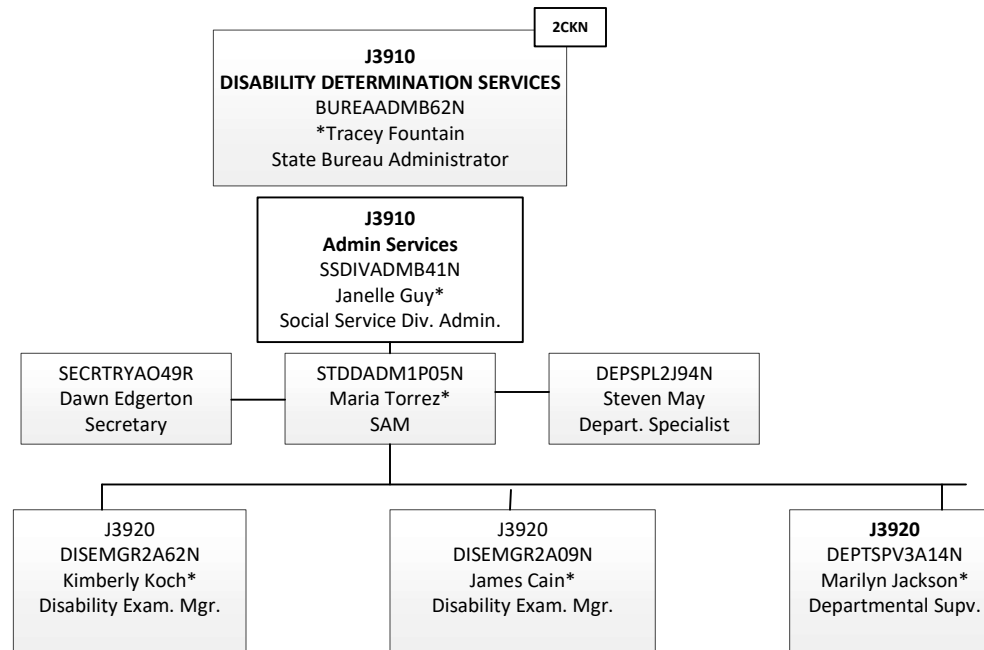 2CKN
J3910
DISABILITY DETERMINATION SERVICES
BUREAADMB62N
*Tracey Fountain
State Bureau Administrator
J3910
Admin Services
SSDIVADMB41N
Janelle Guy*
Social Service Div. Admin.
SECRTRYAO49R
Dawn Edgerton
Secretary
STDDADM1P05N
Maria Torrez*
SAM
DEPSPL2J94N
Steven May
Depart. Specialist
J3920
DISEMGR2A62N
Kimberly Koch*
Disability Exam. Mgr.
J3920
DISEMGR2A09N
James Cain*
Disability Exam. Mgr.
J3920
DEPTSPV3A14N
Marilyn Jackson*
Departmental Supv.